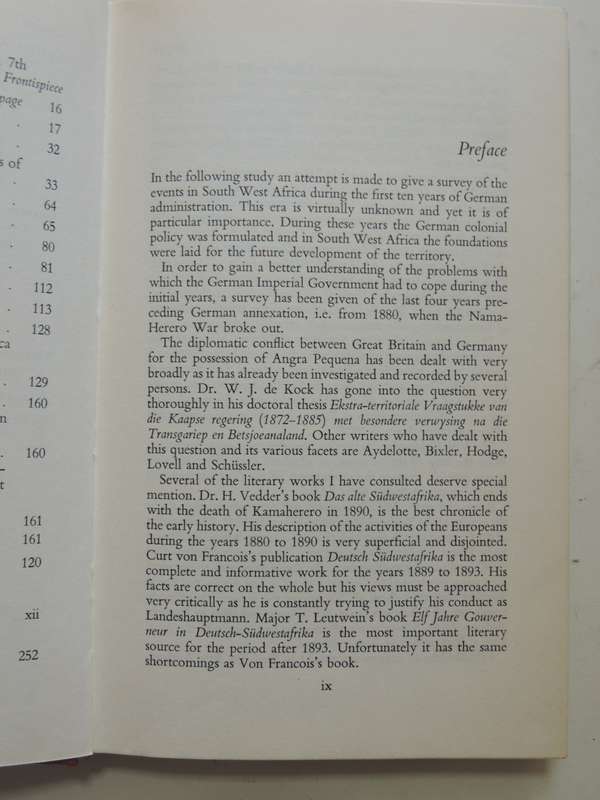 7th
Frontispiece
page 16
. 17
. 32
s of
. 33
. 64
. 65
. 80
. 81
. 112
. 113
. 128
ca
. 129
. 160
n
. 160
t
161
161
120
xii
252
Preface
In the following study an attempt is made to give a survey of the
events in South West Africa during the first ten years of German
administration. This era is virtually unknown and yet it is of
particular importance. During these years the German colonial
policy was formulated and in South West Africa the foundations
were laid for the future development of the territory.
In order to gain a better understanding of the problems with
which the German Imperial Government had to cope during the
initial years, a survey has been given of the last four years pre-
ceding German annexation, i.e. from 1880, when the Nama-
Herero War broke out.
The diplomatic conflict between Great Britain and Germany
for the possession of Angra Pequena has been dealt with very
broadly as it has already been investigated and recorded by several
persons. Dr. W. J. de Kock has gone into the question very
thoroughly in his doctoral thesis Ekstra-territoriale Vraagstukke van
die Kaapse regering (1872–1885) met besondere verwysing na die
Transgariep en Betsjoeanaland. Other writers who have dealt with
this question and its various facets are Aydelotte, Bixler, Hodge,
Lovell and Schüssler.
Several of the literary works I have consulted deserve special
mention. Dr. H. Vedder's book Das alte Südwestafrika, which ends
with the death of Kamaherero in 1890, is the best chronicle of
the early history. His description of the activities of the Europeans
during the years 1880 to 1890 is very superficial and disjointed.
Curt von Francois's publication Deutsch Südwestafrika is the most
complete and informative work for the years 1889 to 1893. His
facts are correct on the whole but his views must be approached
very critically as he is constantly trying to justify his conduct as
Landeshauptmann. Major T. Leutwein's book Elf Jahre Gouver-
neur in Deutsch-Südwestafrika is the most important literary
source for the period after 1893. Unfortunately it has the same
shortcomings as Von Francois's book.
ix